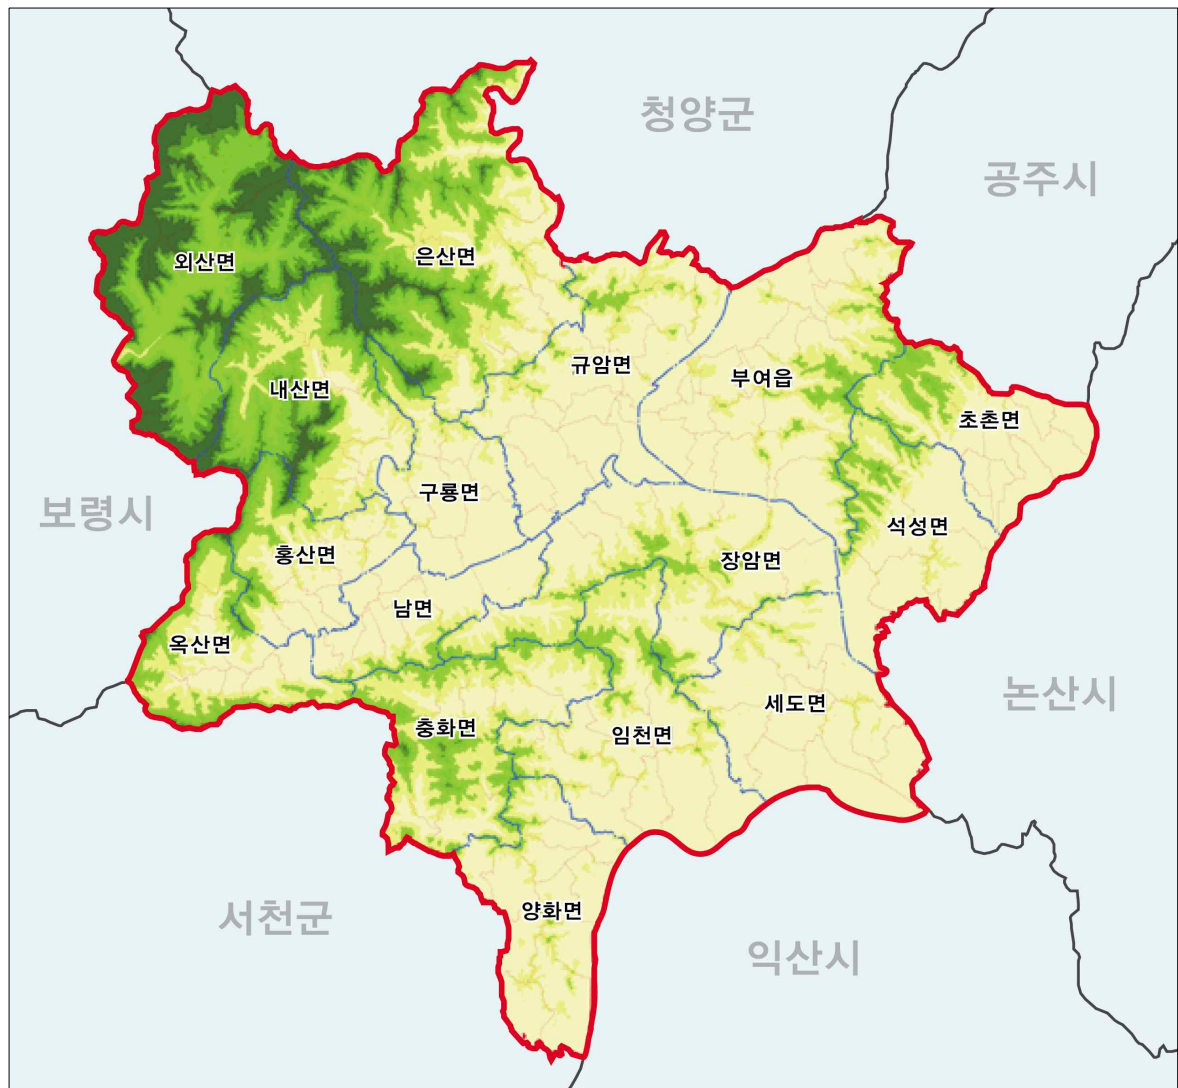 청양군
공주시
외산면
은산면
규암면
부여읍
내산면
초촌면
구룡면
보령시
석성면
홍산면
장암면
남면
옥산면
논산시
세도면
충화면
임천면
양화면
서천군
익산시